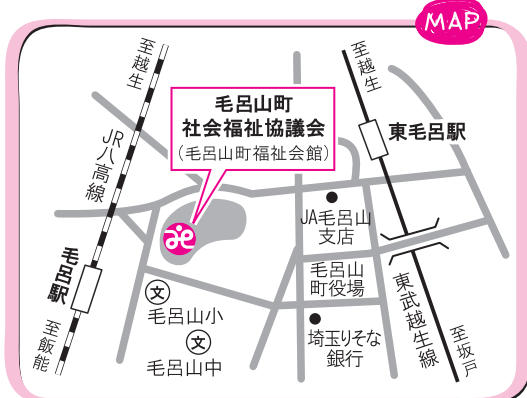 MAP
至越生
至越生
毛呂山町
社会福祉協議会
（毛呂山町福祉会館）
東毛呂駅
JR八高線
JA毛呂山
支店
毛呂駅
毛呂山
町役場
文
毛呂山小
東武越生線
至飯能
文
毛呂山中
埼玉りそな
銀行
至坂戸